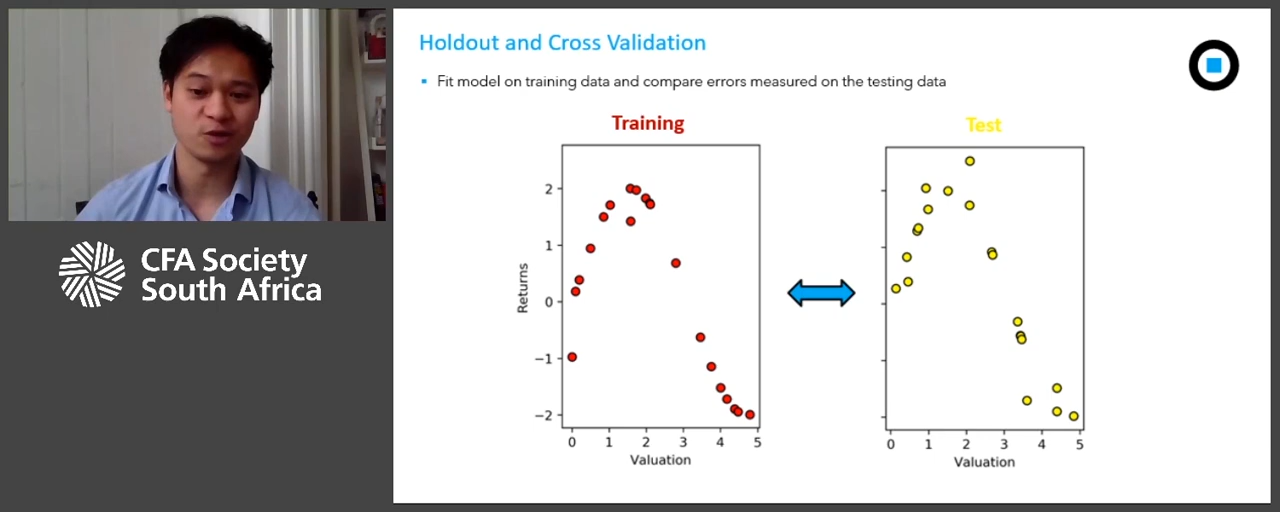 Holdout and Cross Validation
Fit model on training data and compare errors measured on the testing data
CFA Society
South Africa
Training
Test
Returns
2
1
0
−1
−2
0 1 2 3 4 5
Valuation
0 1 2 3 4 5
Valuation